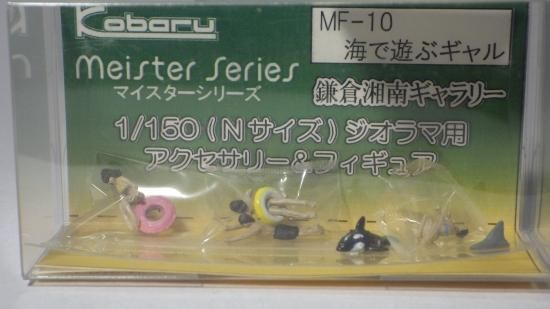 Kobaru
MF-10
海で遊ぶギャル
Meister Series
マイスターシリーズ
鎌倉湘南ギャラリー
1/150(Nサイズ)ジオラマ用
アクセサリー&フィギュア